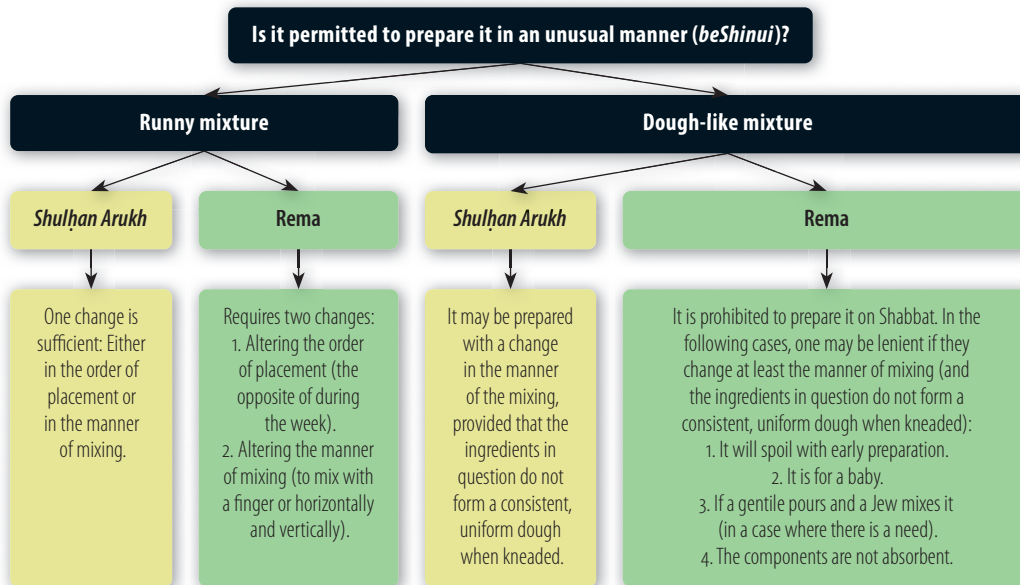 Is it permitted to prepare it in an unusual manner (beShinui)?
Runny mixture
Dough-like mixture
Shulḥan Arukh
Rema
Shulḥan Arukh
Rema
One change is
sufficient: Either
in the order of
placement or
in the manner
of mixing.
Requires two changes:
1. Altering the order
of placement (the
opposite of during
the week).
2. Altering the manner
of mixing (to mix with
a finger or horizontally
and vertically).
It may be prepared
with a change
in the manner
of the mixing,
provided that the
ingredients in
question do not
form a consistent,
uniform dough
when kneaded.
It is prohibited to prepare it on Shabbat. In the
following cases, one may be lenient if they
change at least the manner of mixing (and
the ingredients in question do not form a
consistent, uniform dough when kneaded):
1. It will spoil with early preparation.
2. It is for a baby.
3. If a gentile pours and a Jew mixes it
(in a case where there is a need).
4. The components are not absorbent.